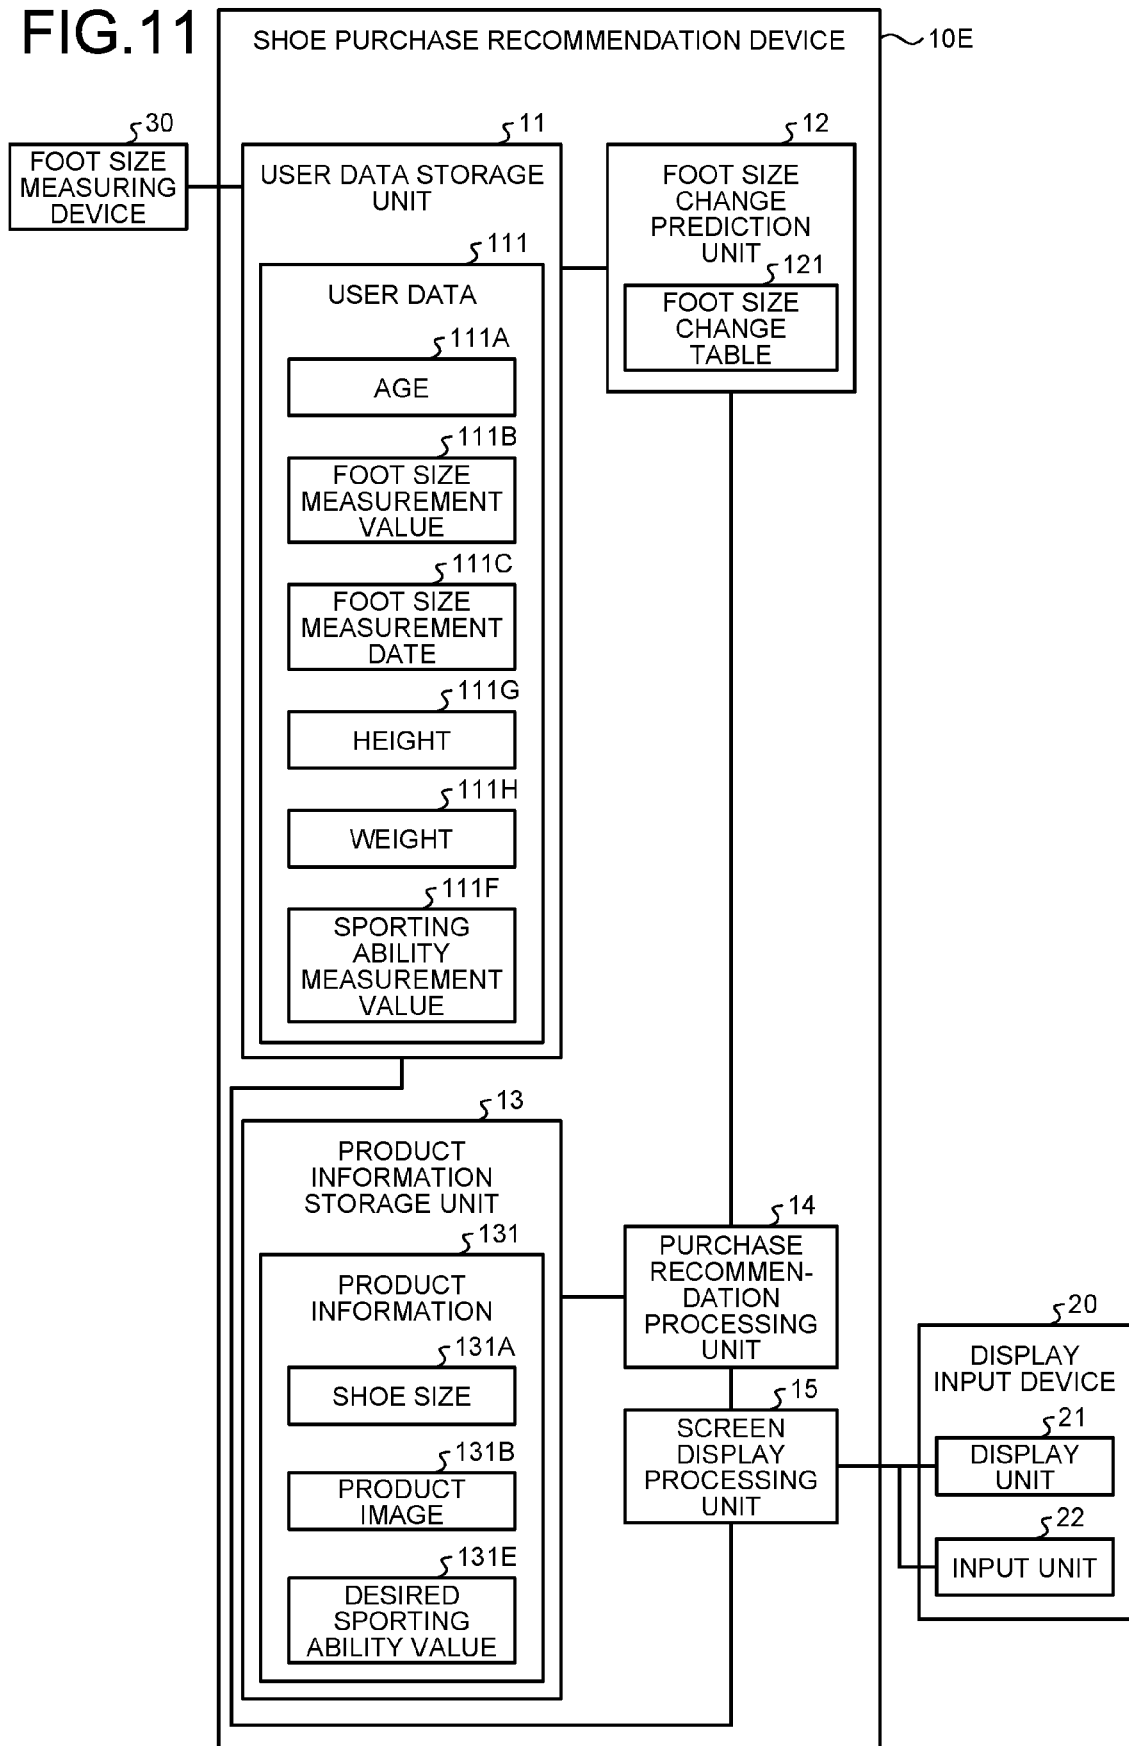 FIG.11
SHOE PURCHASE RECOMMENDATION DEVICE
10E
30
FOOT SIZE
MEASURING
DEVICE
11
USER DATA STORAGE
UNIT
111
USER DATA
111A
AGE
111B
FOOT SIZE
MEASUREMENT
VALUE
111C
FOOT SIZE
MEASUREMENT
DATE
111G
HEIGHT
111H
WEIGHT
111F
SPORTING
ABILITY
MEASUREMENT
VALUE
12
FOOT SIZE
CHANGE
PREDICTION
UNIT
121
FOOT SIZE
CHANGE
TABLE
13
PRODUCT
INFORMATION
STORAGE UNIT
131
PRODUCT
INFORMATION
131A
SHOE SIZE
131B
PRODUCT
IMAGE
131E
DESIRED
SPORTING
ABILITY VALUE
14
PURCHASE
RECOMMEN-
DATION
PROCESSING
UNIT
15
SCREEN
DISPLAY
PROCESSING
UNIT
20
DISPLAY
INPUT DEVICE
21
DISPLAY
UNIT
22
INPUT UNIT